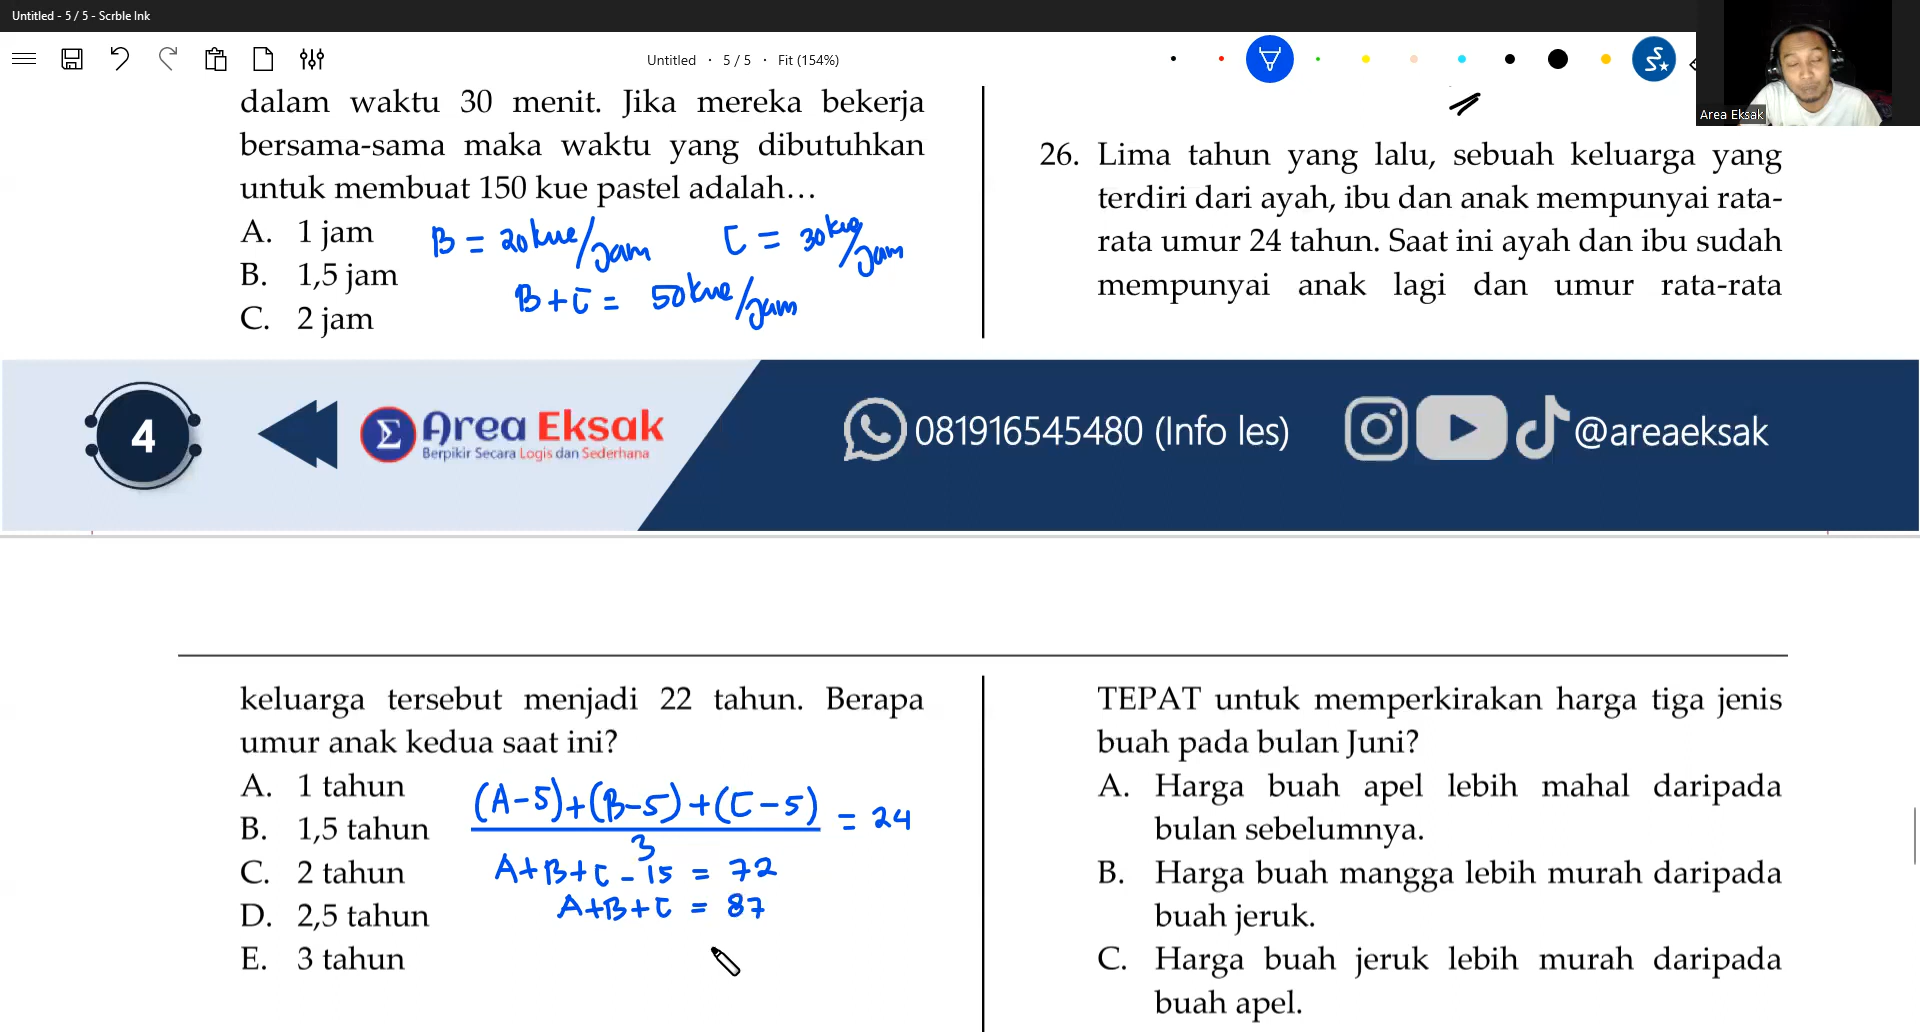 Untitled - 5 / 5 - Scrble Ink
Untitled · 5 / 5 · Fit (154%)
Area Eksak
dalam waktu 30 menit. Jika mereka bekerja
bersama-sama maka waktu yang dibutuhkan
untuk membuat 150 kue pastel adalah…
A. 1 jam
B. 1,5 jam
C. 2 jam
B = 20 kue/jam
C = 30 kue/jam
B + C = 50 kue/jam
26. Lima tahun yang lalu, sebuah keluarga yang
terdiri dari ayah, ibu dan anak mempunyai rata-
rata umur 24 tahun. Saat ini ayah dan ibu sudah
mempunyai anak lagi dan umur rata-rata
4
Σ Area Eksak
Berpikir Secara Logis dan Sederhana
081916545480 (Info les)
@areaeksak
keluarga tersebut menjadi 22 tahun. Berapa
umur anak kedua saat ini?
A. 1 tahun
B. 1,5 tahun
C. 2 tahun
D. 2,5 tahun
E. 3 tahun
(A-5)+(B-5)+(C-5) = 24
3
A+B+C-15 = 72
A+B+C = 87
TEPAT untuk memperkirakan harga tiga jenis
buah pada bulan Juni?
A. Harga buah apel lebih mahal daripada
bulan sebelumnya.
B. Harga buah mangga lebih murah daripada
buah jeruk.
C. Harga buah jeruk lebih murah daripada
buah apel.